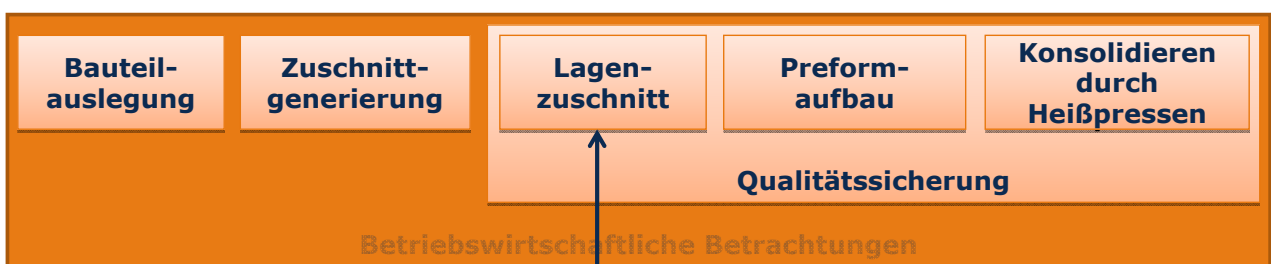 Bauteil-
auslegung
Zuschnitt-
generierung
Lagen-
zuschnitt
Preform-
aufbau
Konsolidieren
durch
Heißpressen
Qualitätssicherung
Betriebswirtschaftliche Betrachtungen